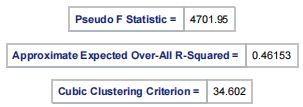 Pseudo F Statistic = 4701.95
Approximate Expected Over-All R-Squared = 0.46153
Cubic Clustering Criterion = 34.602